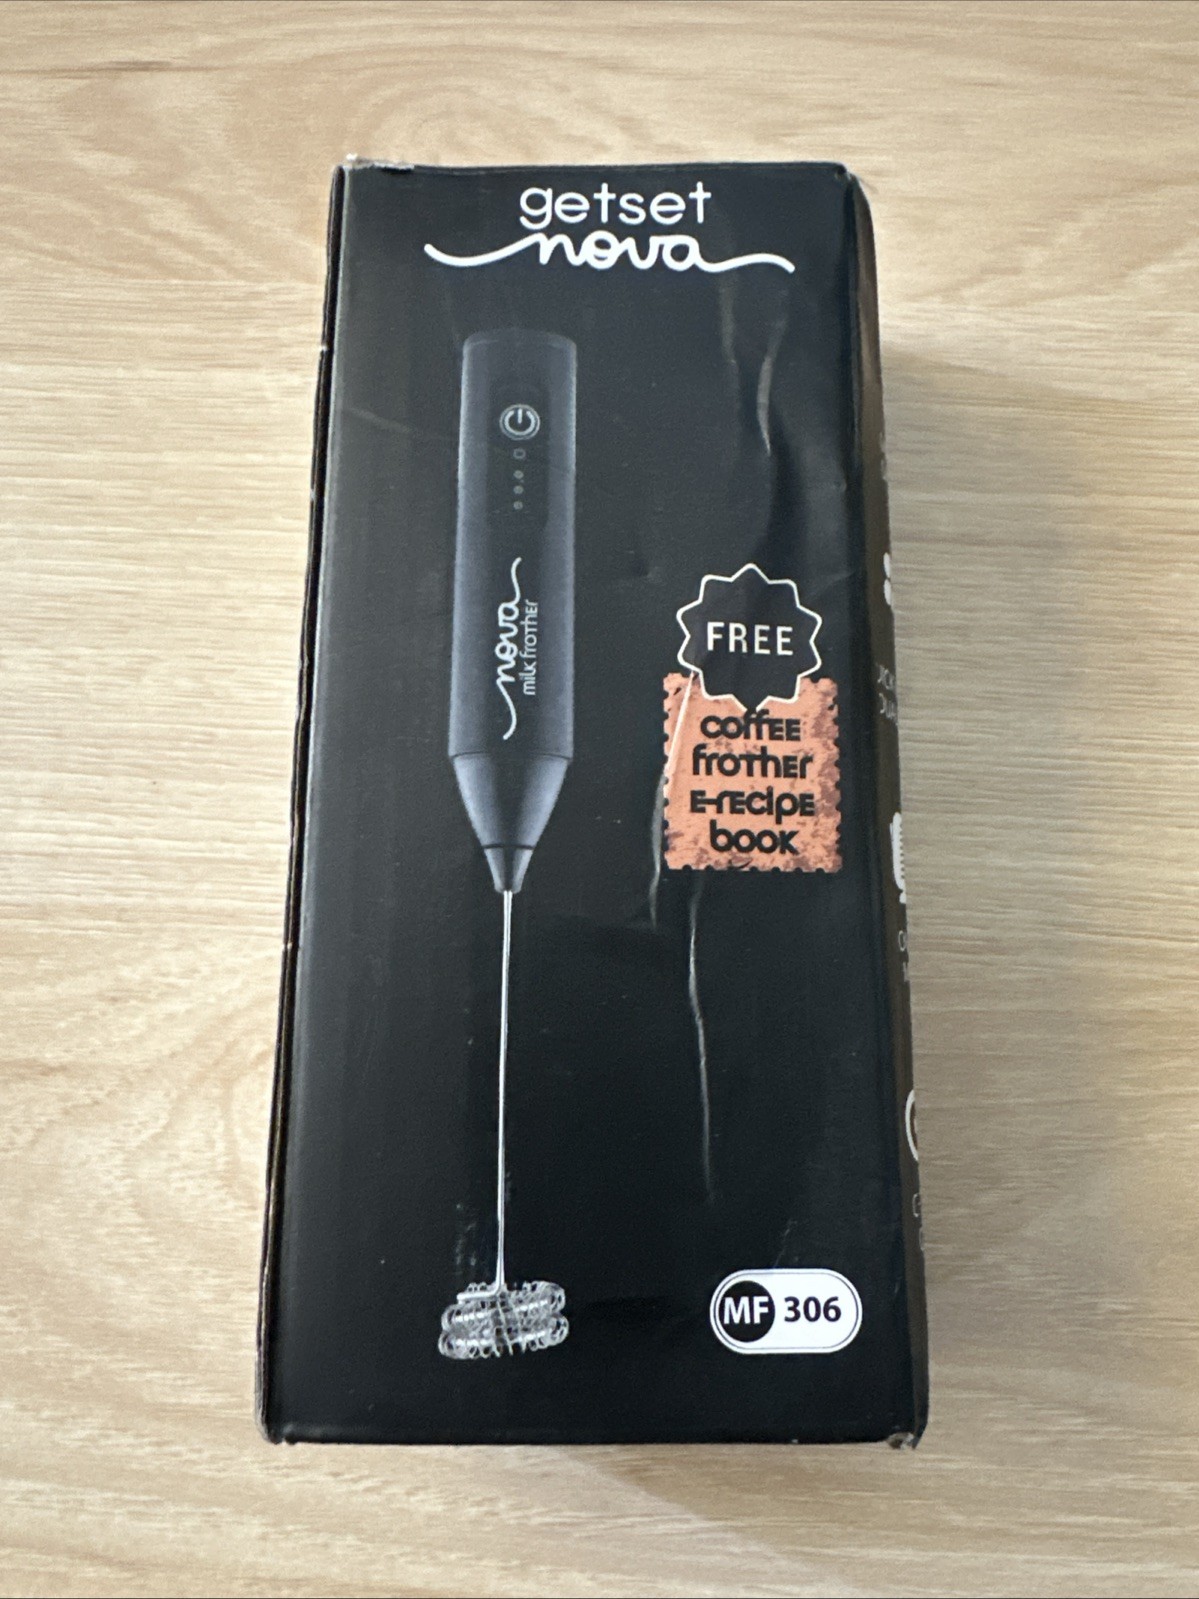 getset
nova
nova
milk frother
FREE
coffee
frother
E-recipe
book
MF 306